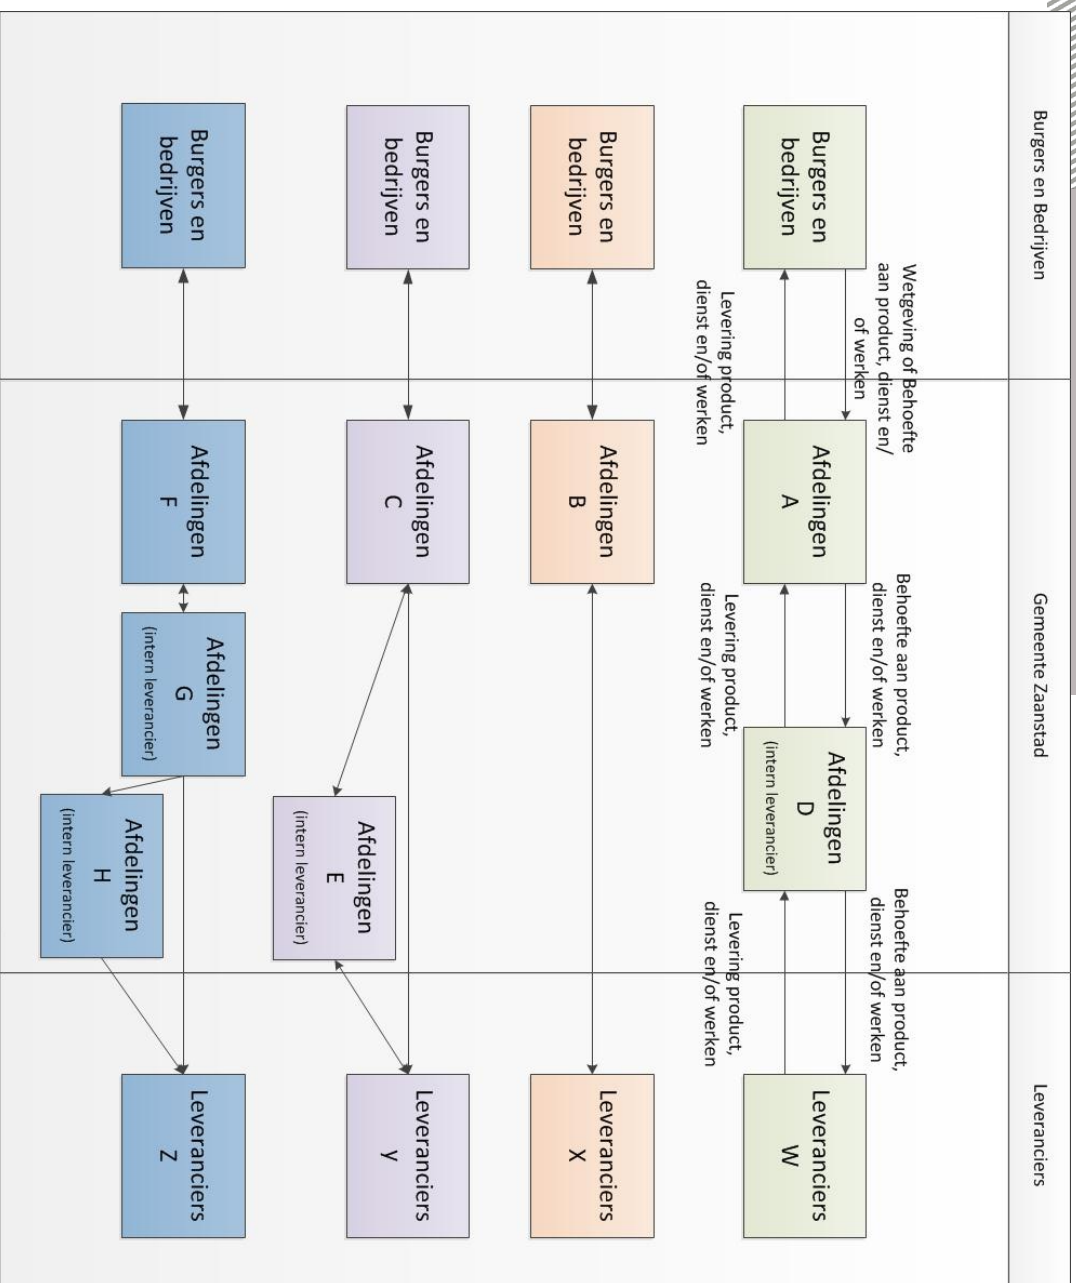 Burgers en Bedrijven
Gemeente Zaanstad
Leveranciers
Wetgeving of Behoefte
aan product, dienst en/
of werken
Behoefte aan product,
dienst en/of werken
Behoefte aan product,
dienst en/of werken
Burgers en
bedrijven
Afdelingen
A
Afdelingen
D
(intern leverancier)
Leveranciers
W
Levering product,
dienst en/of werken
Levering product,
dienst en/of werken
Levering product,
dienst en/of werken
Burgers en
bedrijven
Afdelingen
B
Leveranciers
X
Burgers en
bedrijven
Afdelingen
C
Afdelingen
E
(intern leverancier)
Leveranciers
y
Burgers en
bedrijven
Afdelingen
F
Afdelingen
G
(intern leverancier)
Afdelingen
H
(intern leverancier)
Leveranciers
Z